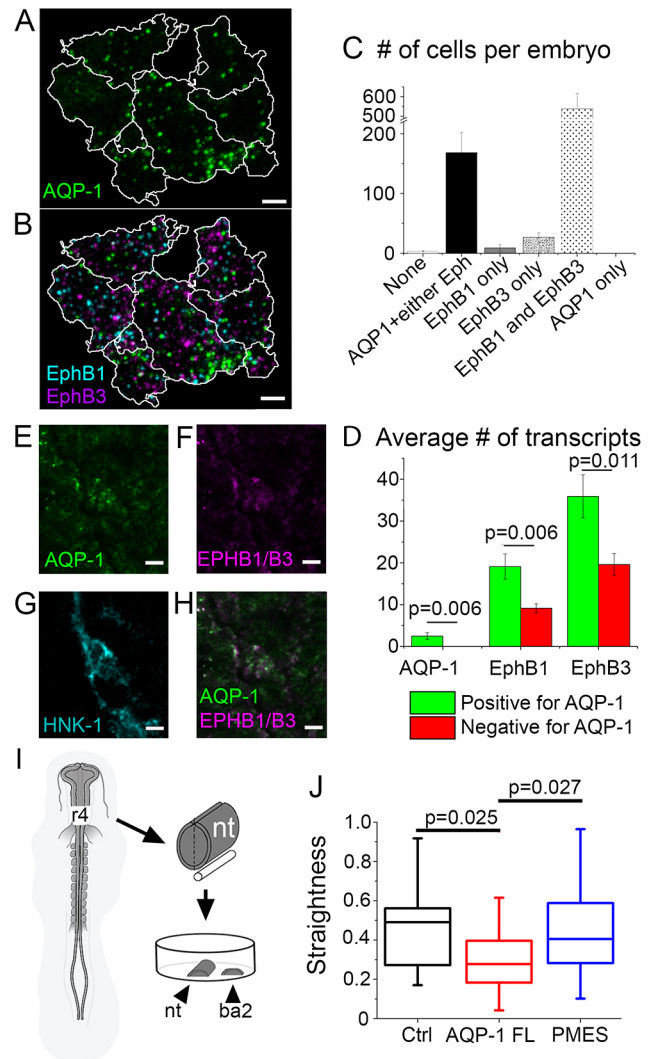 A
AQP-1
B
EphB1
EphB3
C # of cells per embryo
600
500
200
100
0
None
AQP1+either Eph
EphB1 only
EphB3 only
EphB1 and EphB3
AQP1 only
E
AQP-1
F
EPHB1/B3
G
HNK-1
H
AQP-1
EPHB1/B3
D Average # of transcripts
40
30
20
10
0
p=0.006
p=0.006
p=0.011
AQP-1 EphB1 EphB3
Positive for AQP-1
Negative for AQP-1
I
r4
nt
nt ba2
J
p=0.027
p=0.025
Straightness
1.0
0.8
0.6
0.4
0.2
0
Ctrl AQP-1 FL PMES